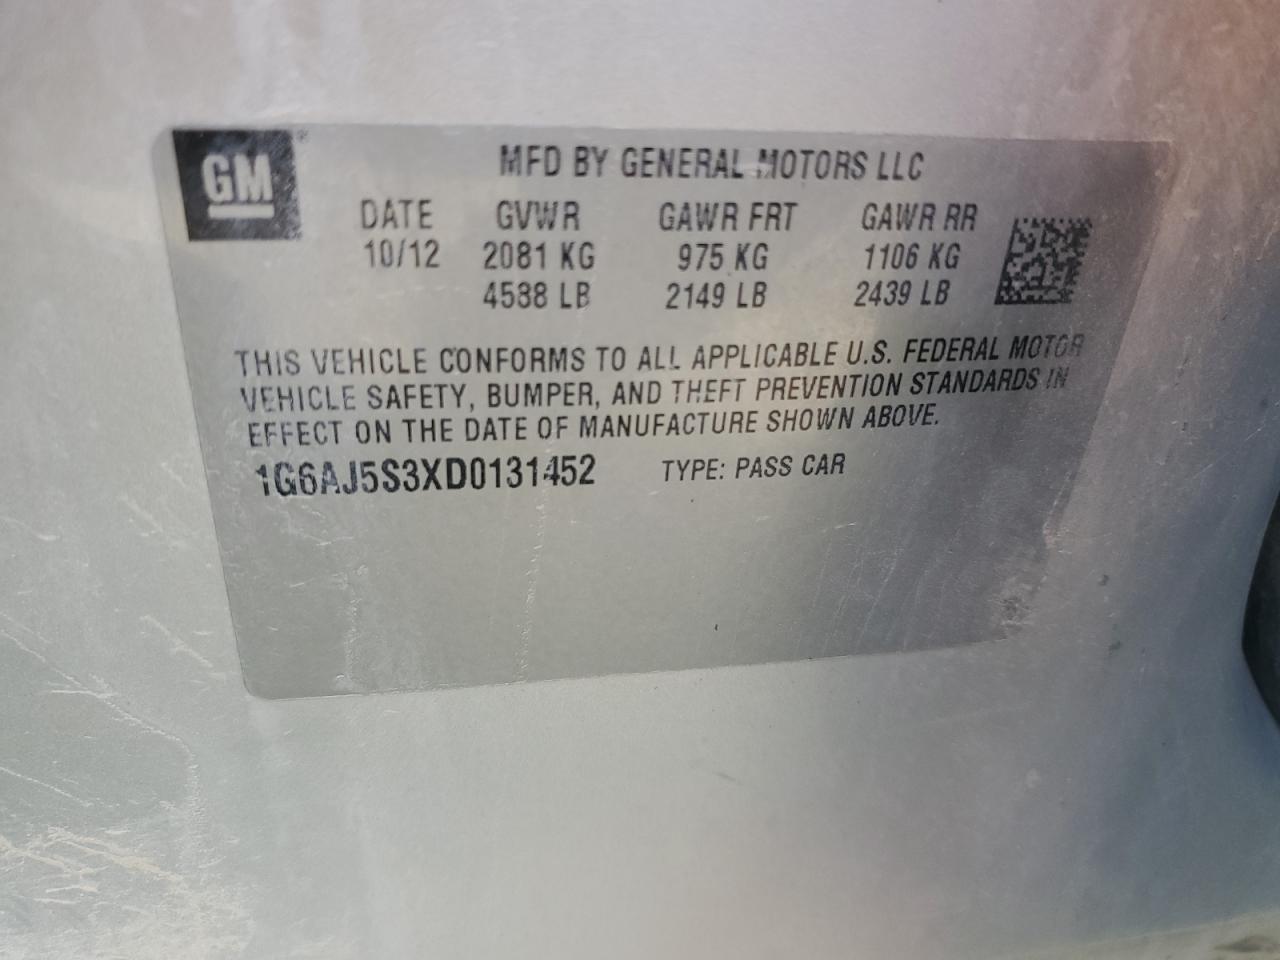 GM
MFD BY GENERAL MOTORS LLC
DATE GVWR GAWR FRT GAWR RR
10/12 2081 KG 975 KG 1106 KG
4588 LB 2149 LB 2439 LB
THIS VEHICLE CONFORMS TO ALL APPLICABLE U.S. FEDERAL MOTOR
VEHICLE SAFETY, BUMPER, AND THEFT PREVENTION STANDARDS IN
EFFECT ON THE DATE OF MANUFACTURE SHOWN ABOVE.
1G6AJ5S3XD0131452 TYPE: PASS CAR